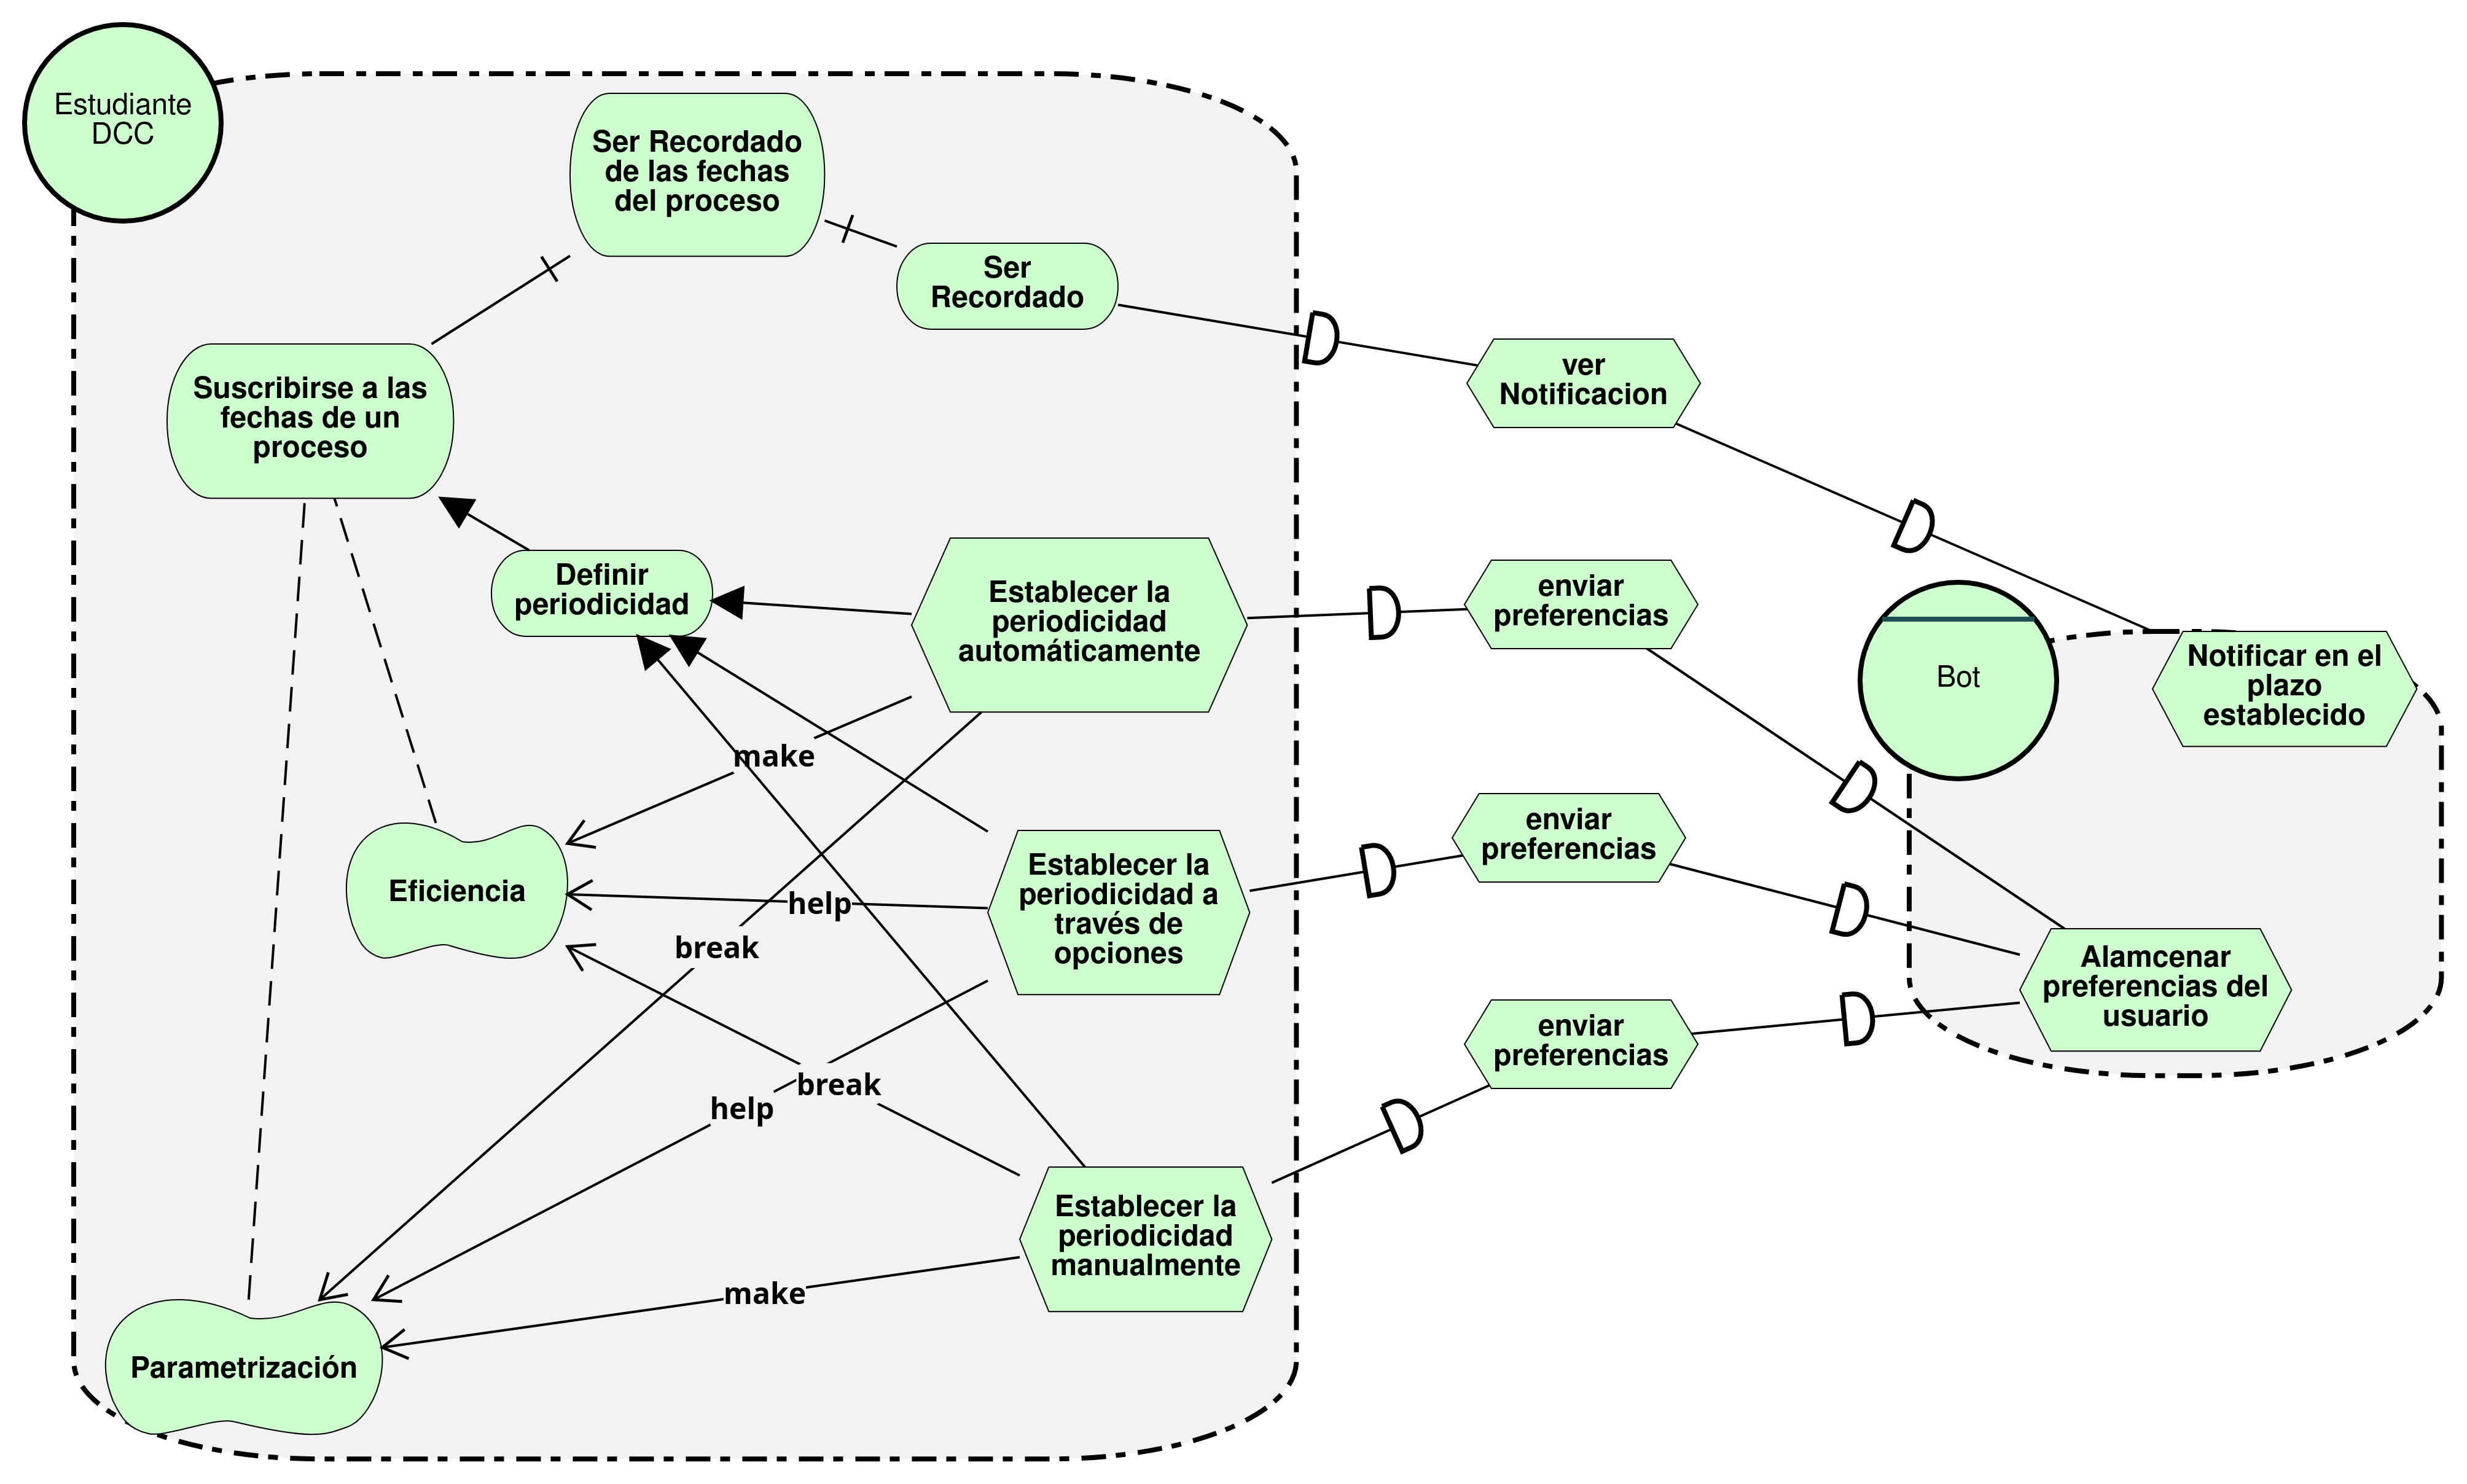 Estudiante
DCC
Ser Recordado
de las fechas
del proceso
Ser
Recordado
Suscribirse a las
fechas de un
proceso
ver
Notificacion
Definir
periodicidad
Establecer la
periodicidad
automáticamente
enviar
preferencias
Bot
Notificar en el
plazo
establecido
make
Eficiencia
help
break
Establecer la
periodicidad a
través de
opciones
enviar
preferencias
Alamcenar
preferencias del
usuario
break
help
enviar
preferencias
Establecer la
periodicidad
manualmente
make
Parametrización